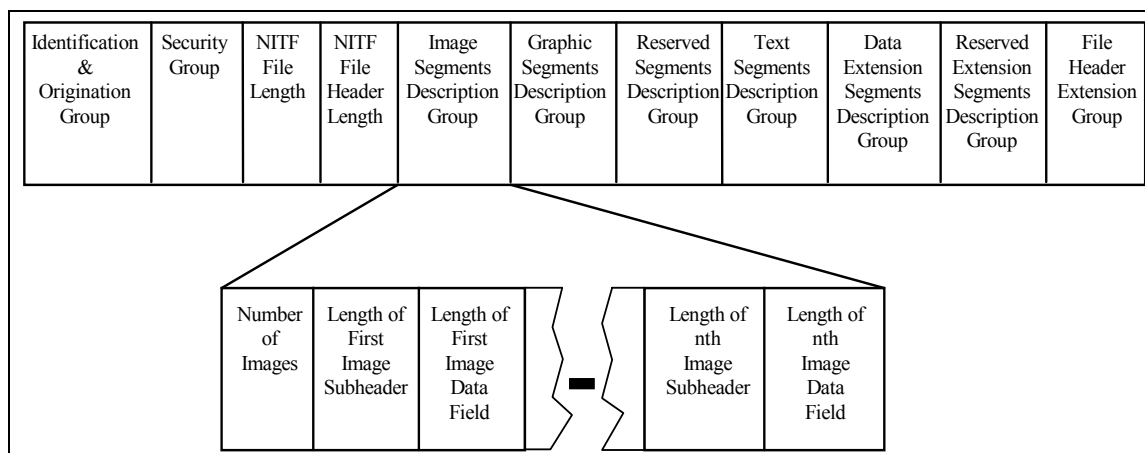 Identification
&
Origination
Group
Security
Group
NITF
File
Length
NITF
File
Header
Length
Image
Segments
Description
Group
Graphic
Segments
Description
Group
Reserved
Segments
Description
Group
Text
Segments
Description
Group
Data
Extension
Segments
Description
Group
Reserved
Extension
Segments
Description
Group
File
Header
Extension
Group
Number
of
Images
Length of
First
Image
Subheader
Length of
First
Image
Data
Field
Length of
nth
Image
Subheader
Length of
nth
Image
Data
Field